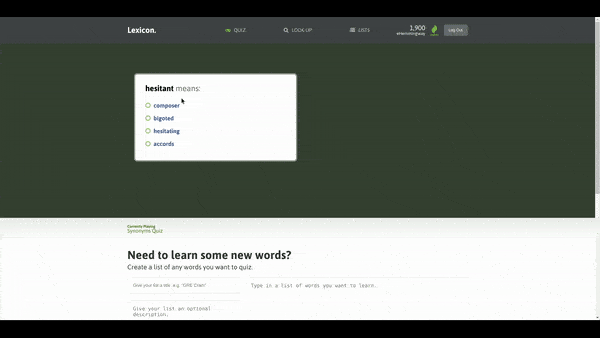 Lexicon.
QUIZ
LOOK-UP
LISTS
1,900
Log Out
hesitant means:
composer
bigoted
hesitating
accords
Currently Playing
Synonyms Quiz
Need to learn some new words?
Create a list of any words you want to quiz.
Give your list a title. e.g. "GRE Cram"
Type in a list of words you want to learn.
Give your list an optional
description.